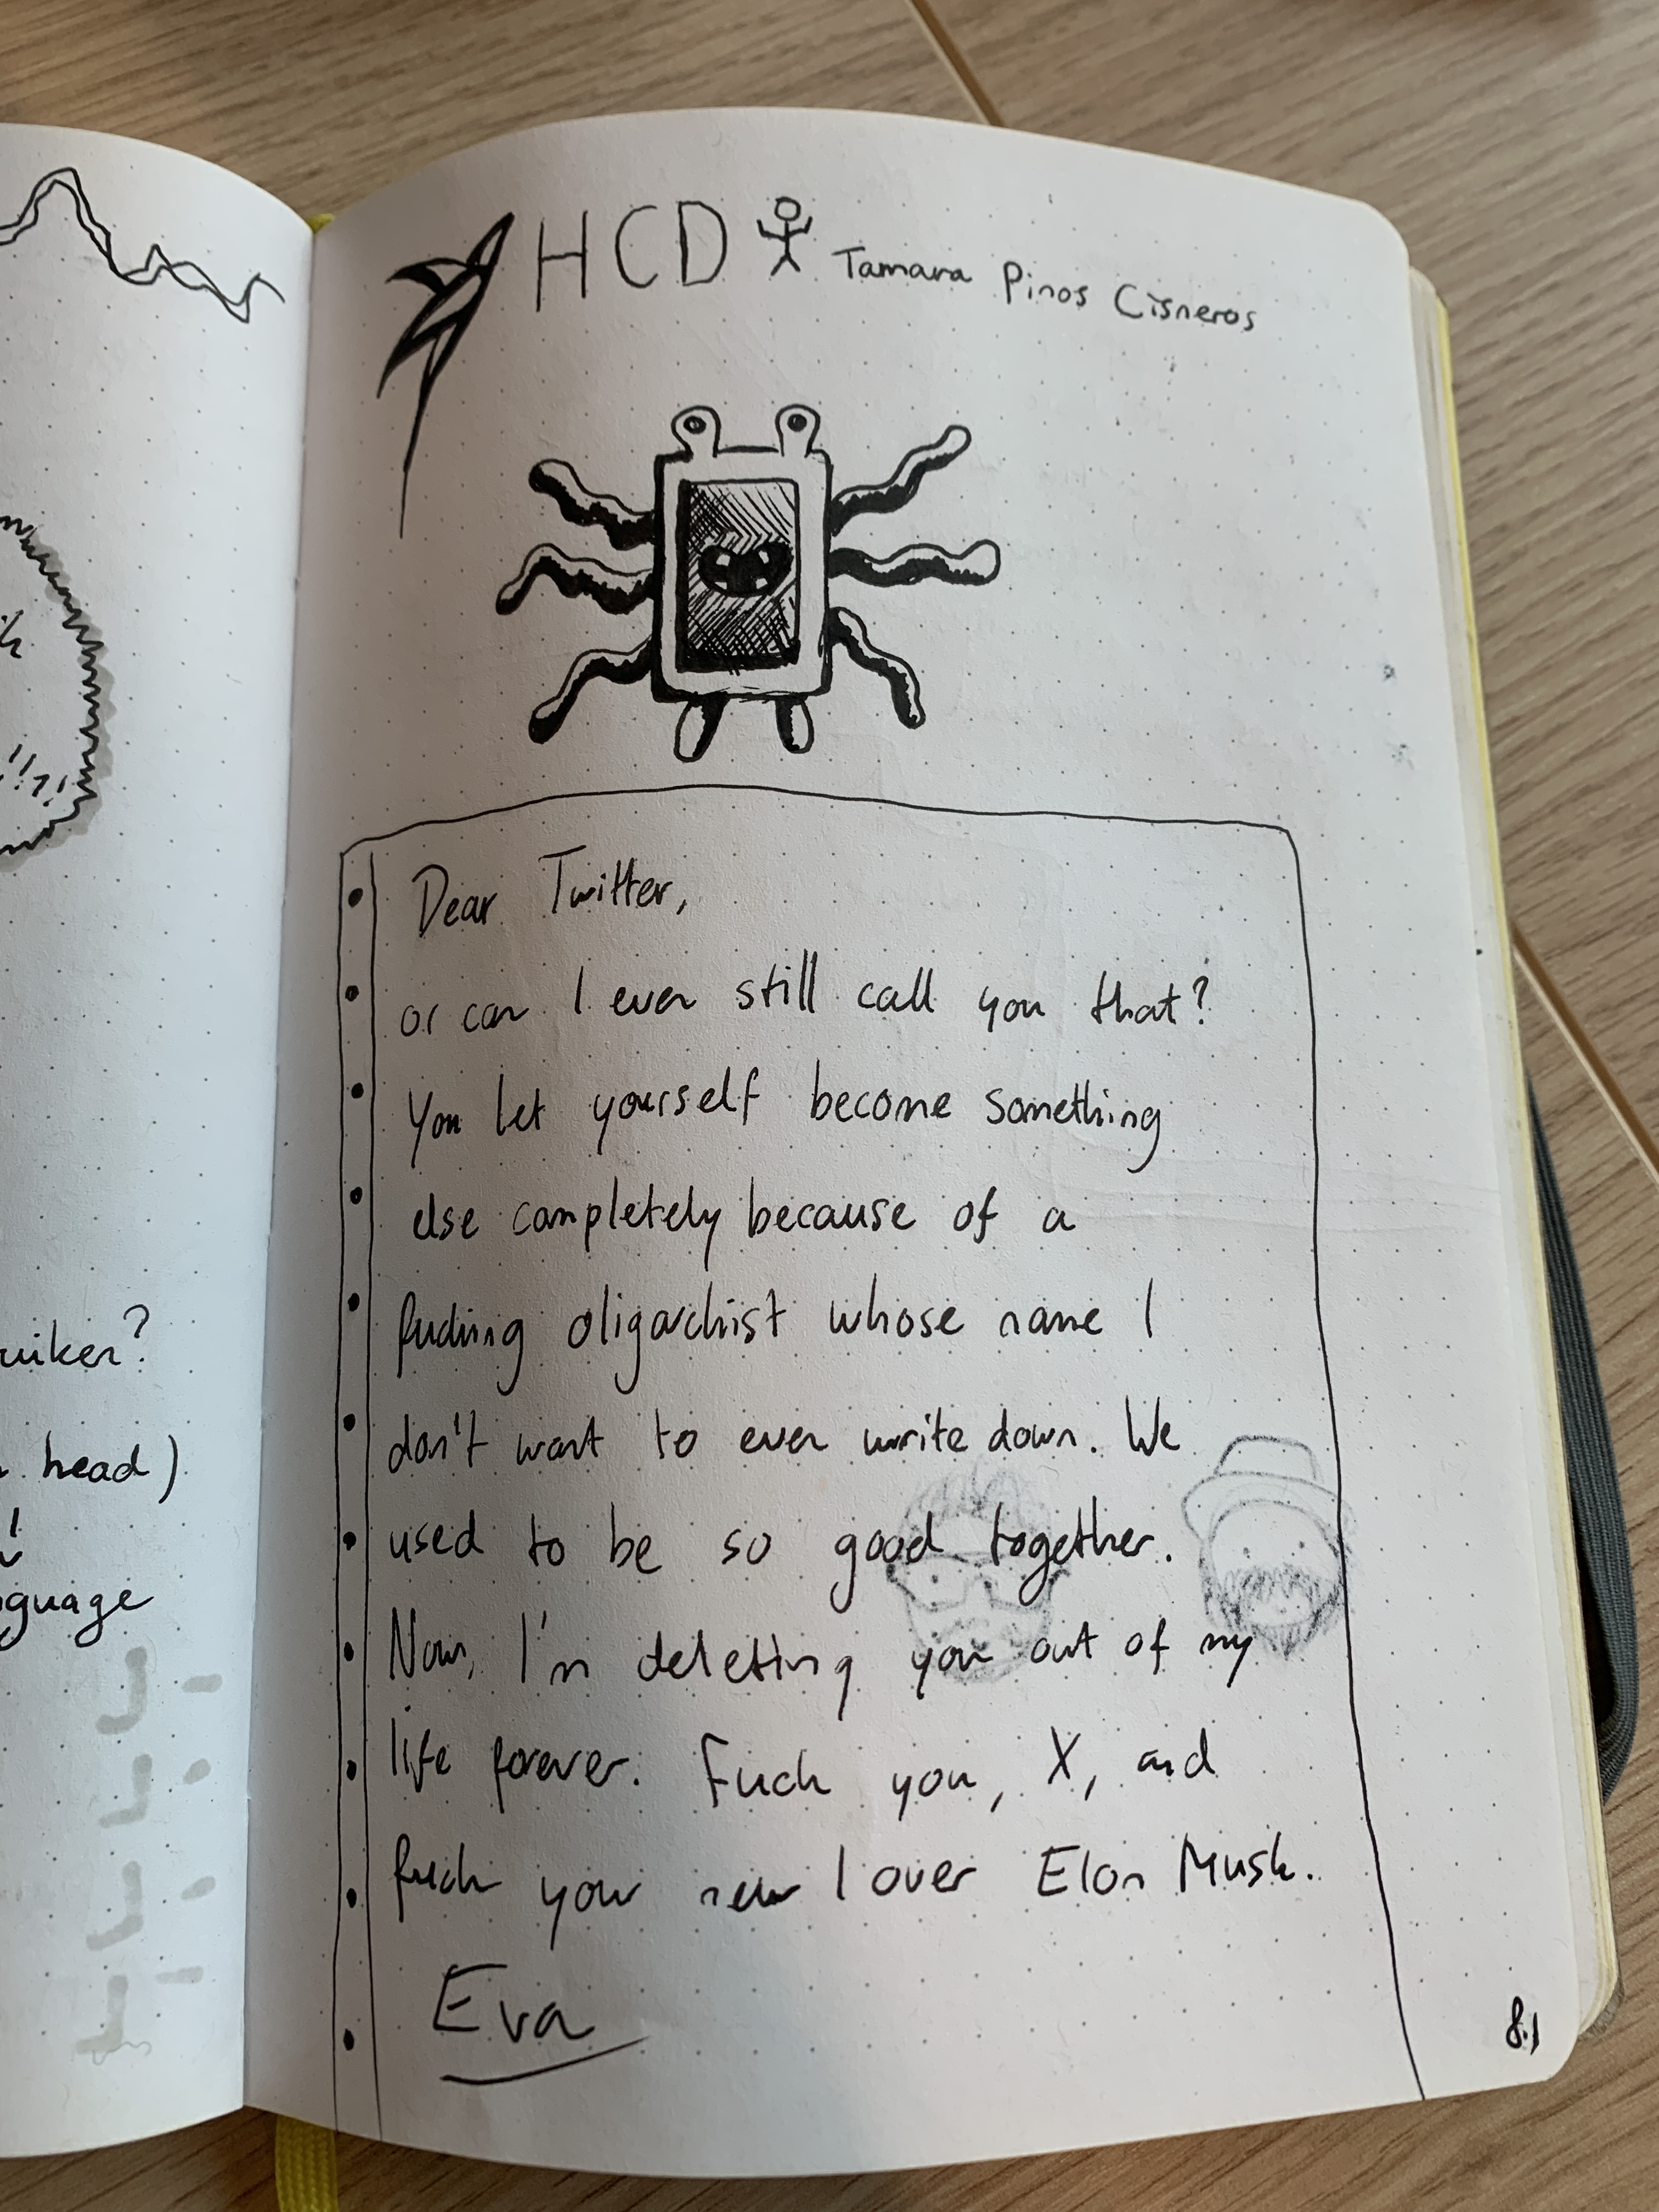 HCD Tamara Pinos Cisneros
Dear Twitter,
or can I even still call you that?
You let yourself become something
else completely because of a
fucking oligarchist whose name I
don't want to ever write down. We
used to be so good together.
Now, I'm deleting you out of my
life forever. Fuck you, X, and
fuck your new lover Elon Musk.
Eva
8.1
head)